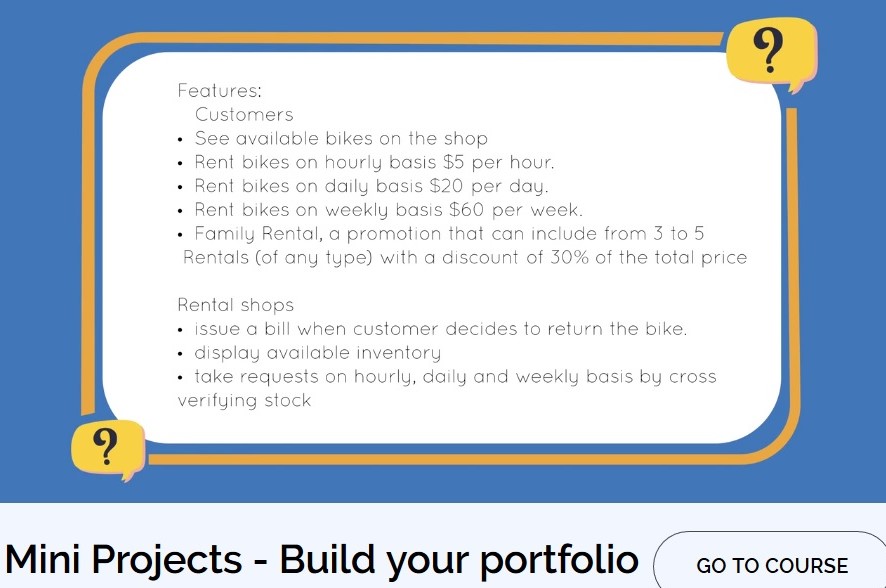 ?
Features:
Customers
• See available bikes on the shop
• Rent bikes on hourly basis $5 per hour.
• Rent bikes on daily basis $20 per day.
• Rent bikes on weekly basis $60 per week.
• Family Rental, a promotion that can include from 3 to 5
Rentals (of any type) with a discount of 30% of the total price
Rental shops
• issue a bill when customer decides to return the bike.
• display available inventory
• take requests on hourly, daily and weekly basis by cross
verifying stock
?
Mini Projects - Build your portfolio
GO TO COURSE